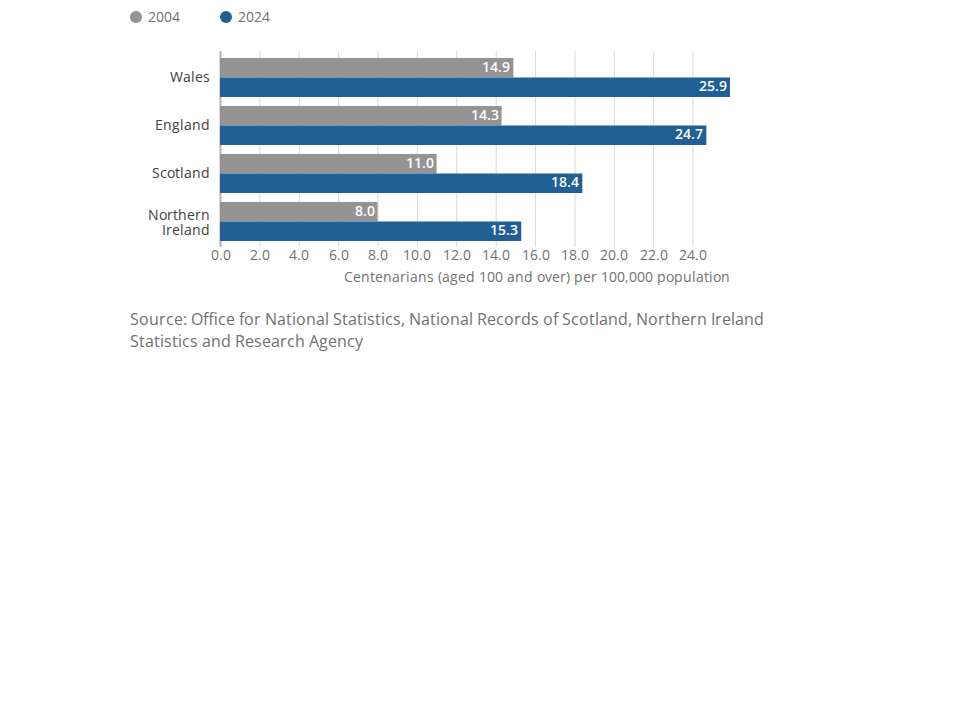 2004 2024
Wales 14.9
25.9
England 14.3
24.7
Scotland 11.0
18.4
Northern
Ireland
8.0
15.3
0.0 2.0 4.0 6.0 8.0 10.0 12.0 14.0 16.0 18.0 20.0 22.0 24.0
Centenarians (aged 100 and over) per 100,000 population
Source: Office for National Statistics, National Records of Scotland, Northern Ireland
Statistics and Research Agency